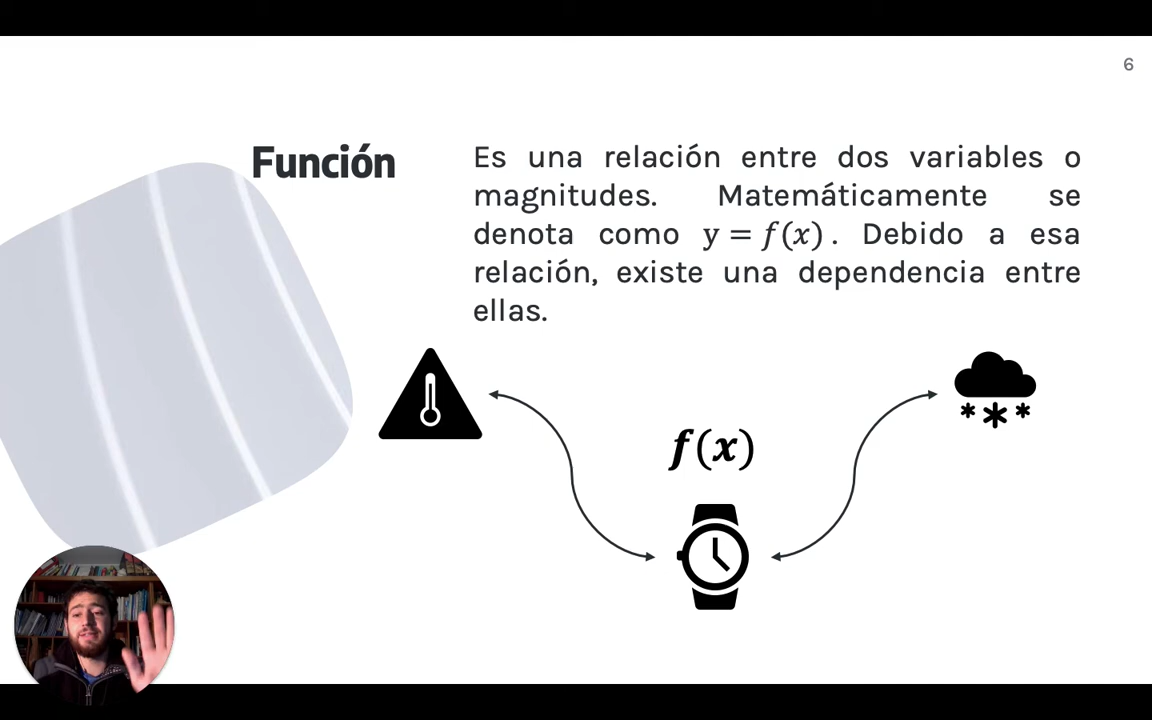 6
Función
Es una relación entre dos variables o
magnitudes. Matemáticamente se
denota como y = f(x). Debido a esa
relación, existe una dependencia entre
ellas.
f(x)